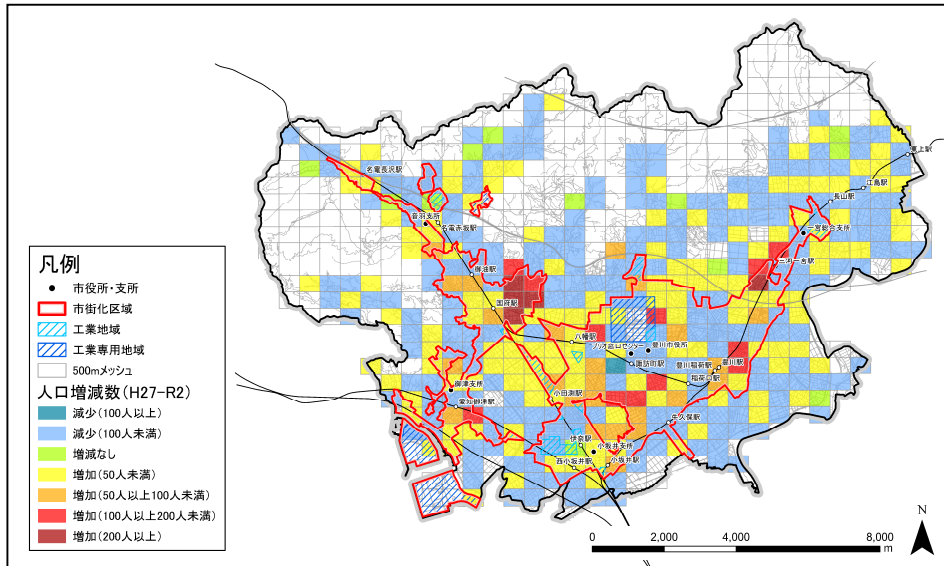 凡例
市役所・支所
市街化区域
工業地域
工業専用地域
500mメッシュ
人口増減数(H27-R2)
減少(100人以上)
減少(100人未満)
増減なし
増加(50人未満)
増加(50人以上100人未満)
増加(100人以上200人未満)
増加(200人以上)
名電長沢駅
音羽支所
名電赤坂駅
御油駅
国府駅
八幡駅
プリオ窓口センター
豊川市役所
諏訪町駅
豊川稲荷駅
豊川駅
稲荷口駅
牛久保駅
小田渕駅
伊奈駅
小坂井支所
西小坂井駅
小坂井駅
御津支所
愛知御津駅
三河一宮駅
一宮総合支所
長山駅
江島駅
東上駅
N
0 2,000 4,000 8,000
m